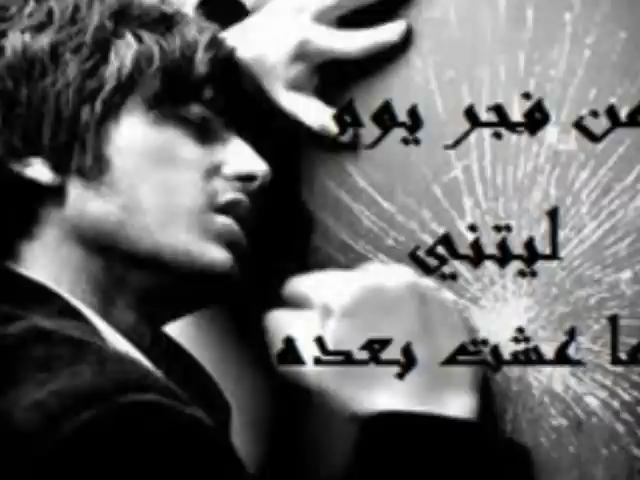 من فجر يوم
ليتني
ما عشت بعده